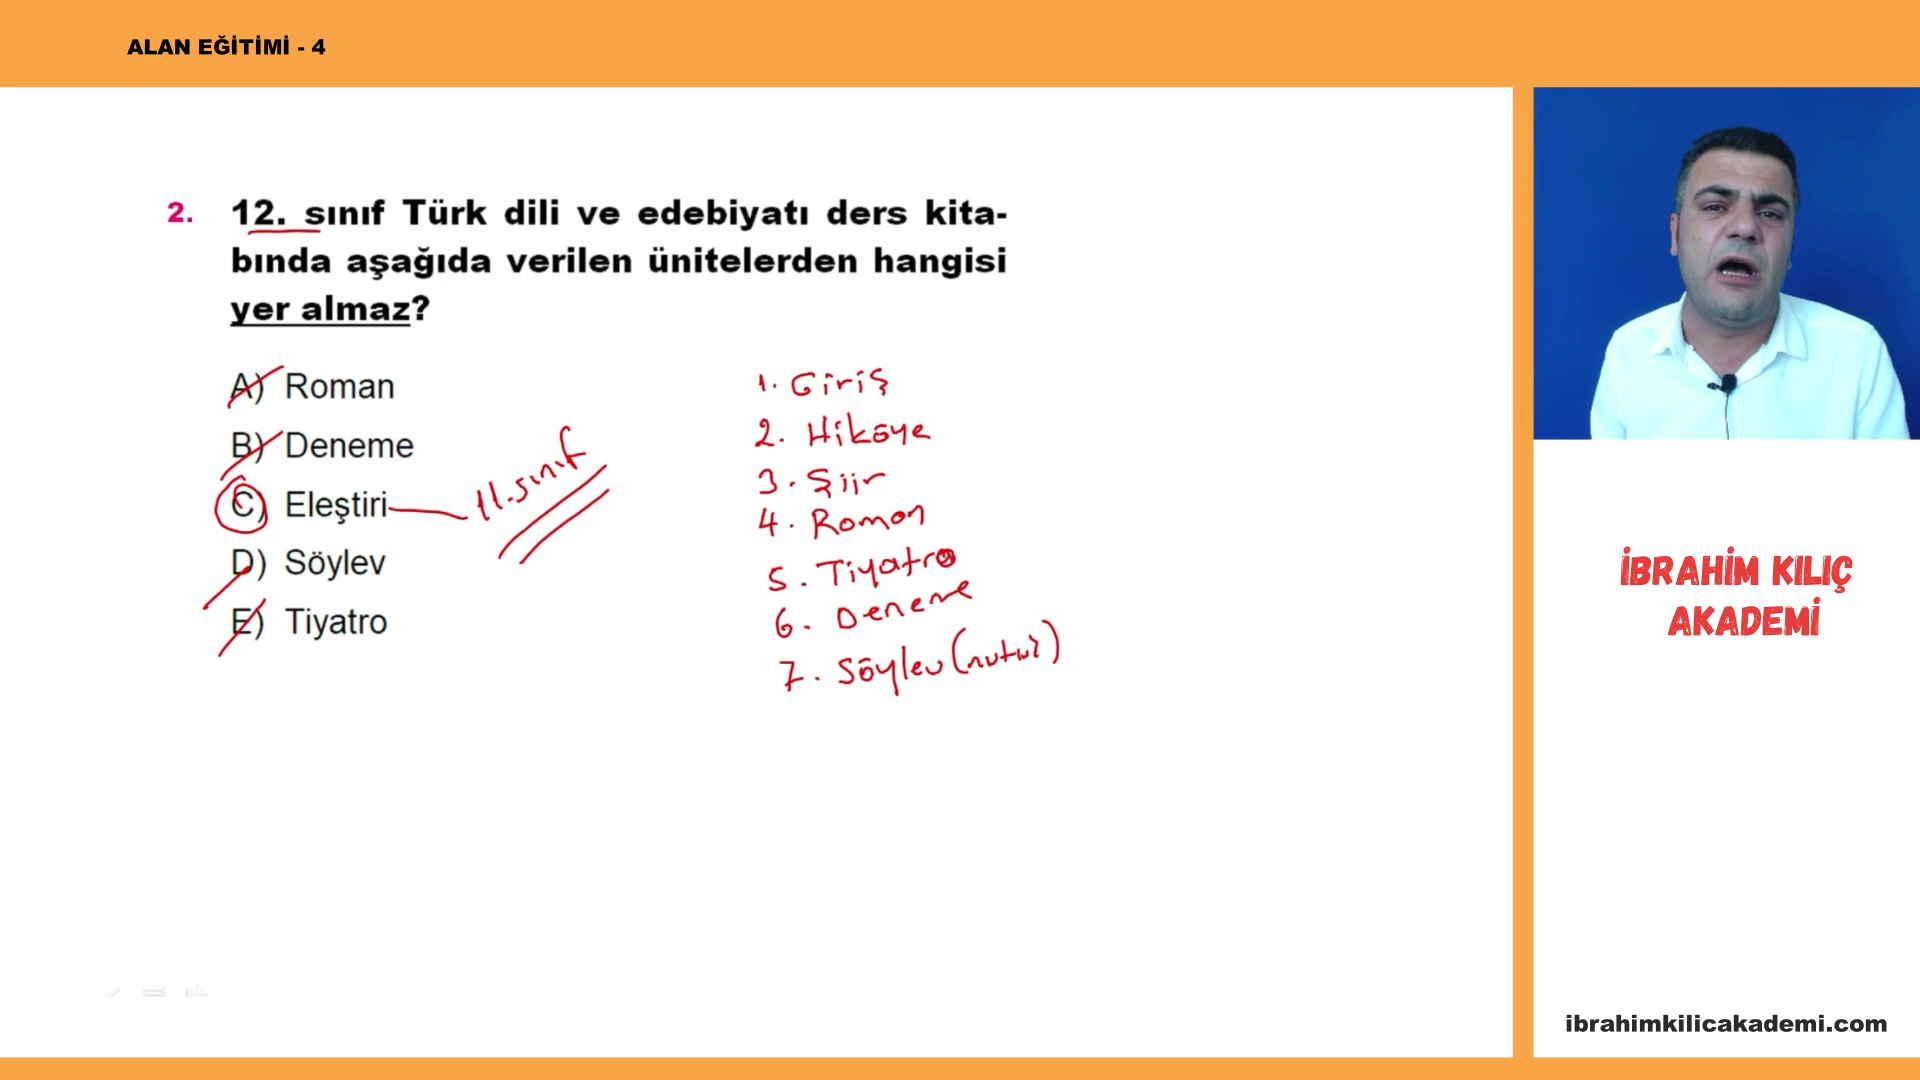 ALAN EĞİTİMİ - 4
2. 12. sınıf Türk dili ve edebiyatı ders kita-
bında aşağıda verilen ünitelerden hangisi
yer almaz?
A) Roman
B) Deneme
C) Eleştiri
11.sınıf
D) Söylev
E) Tiyatro
1. Giriş
2. Hikâye
3. Şiir
4. Roman
5. Tiyatro
6. Deneme
7. Söylev (nutuk)
İBRAHİM KILIÇ
AKADEMİ
ibrahimkilicakademi.com